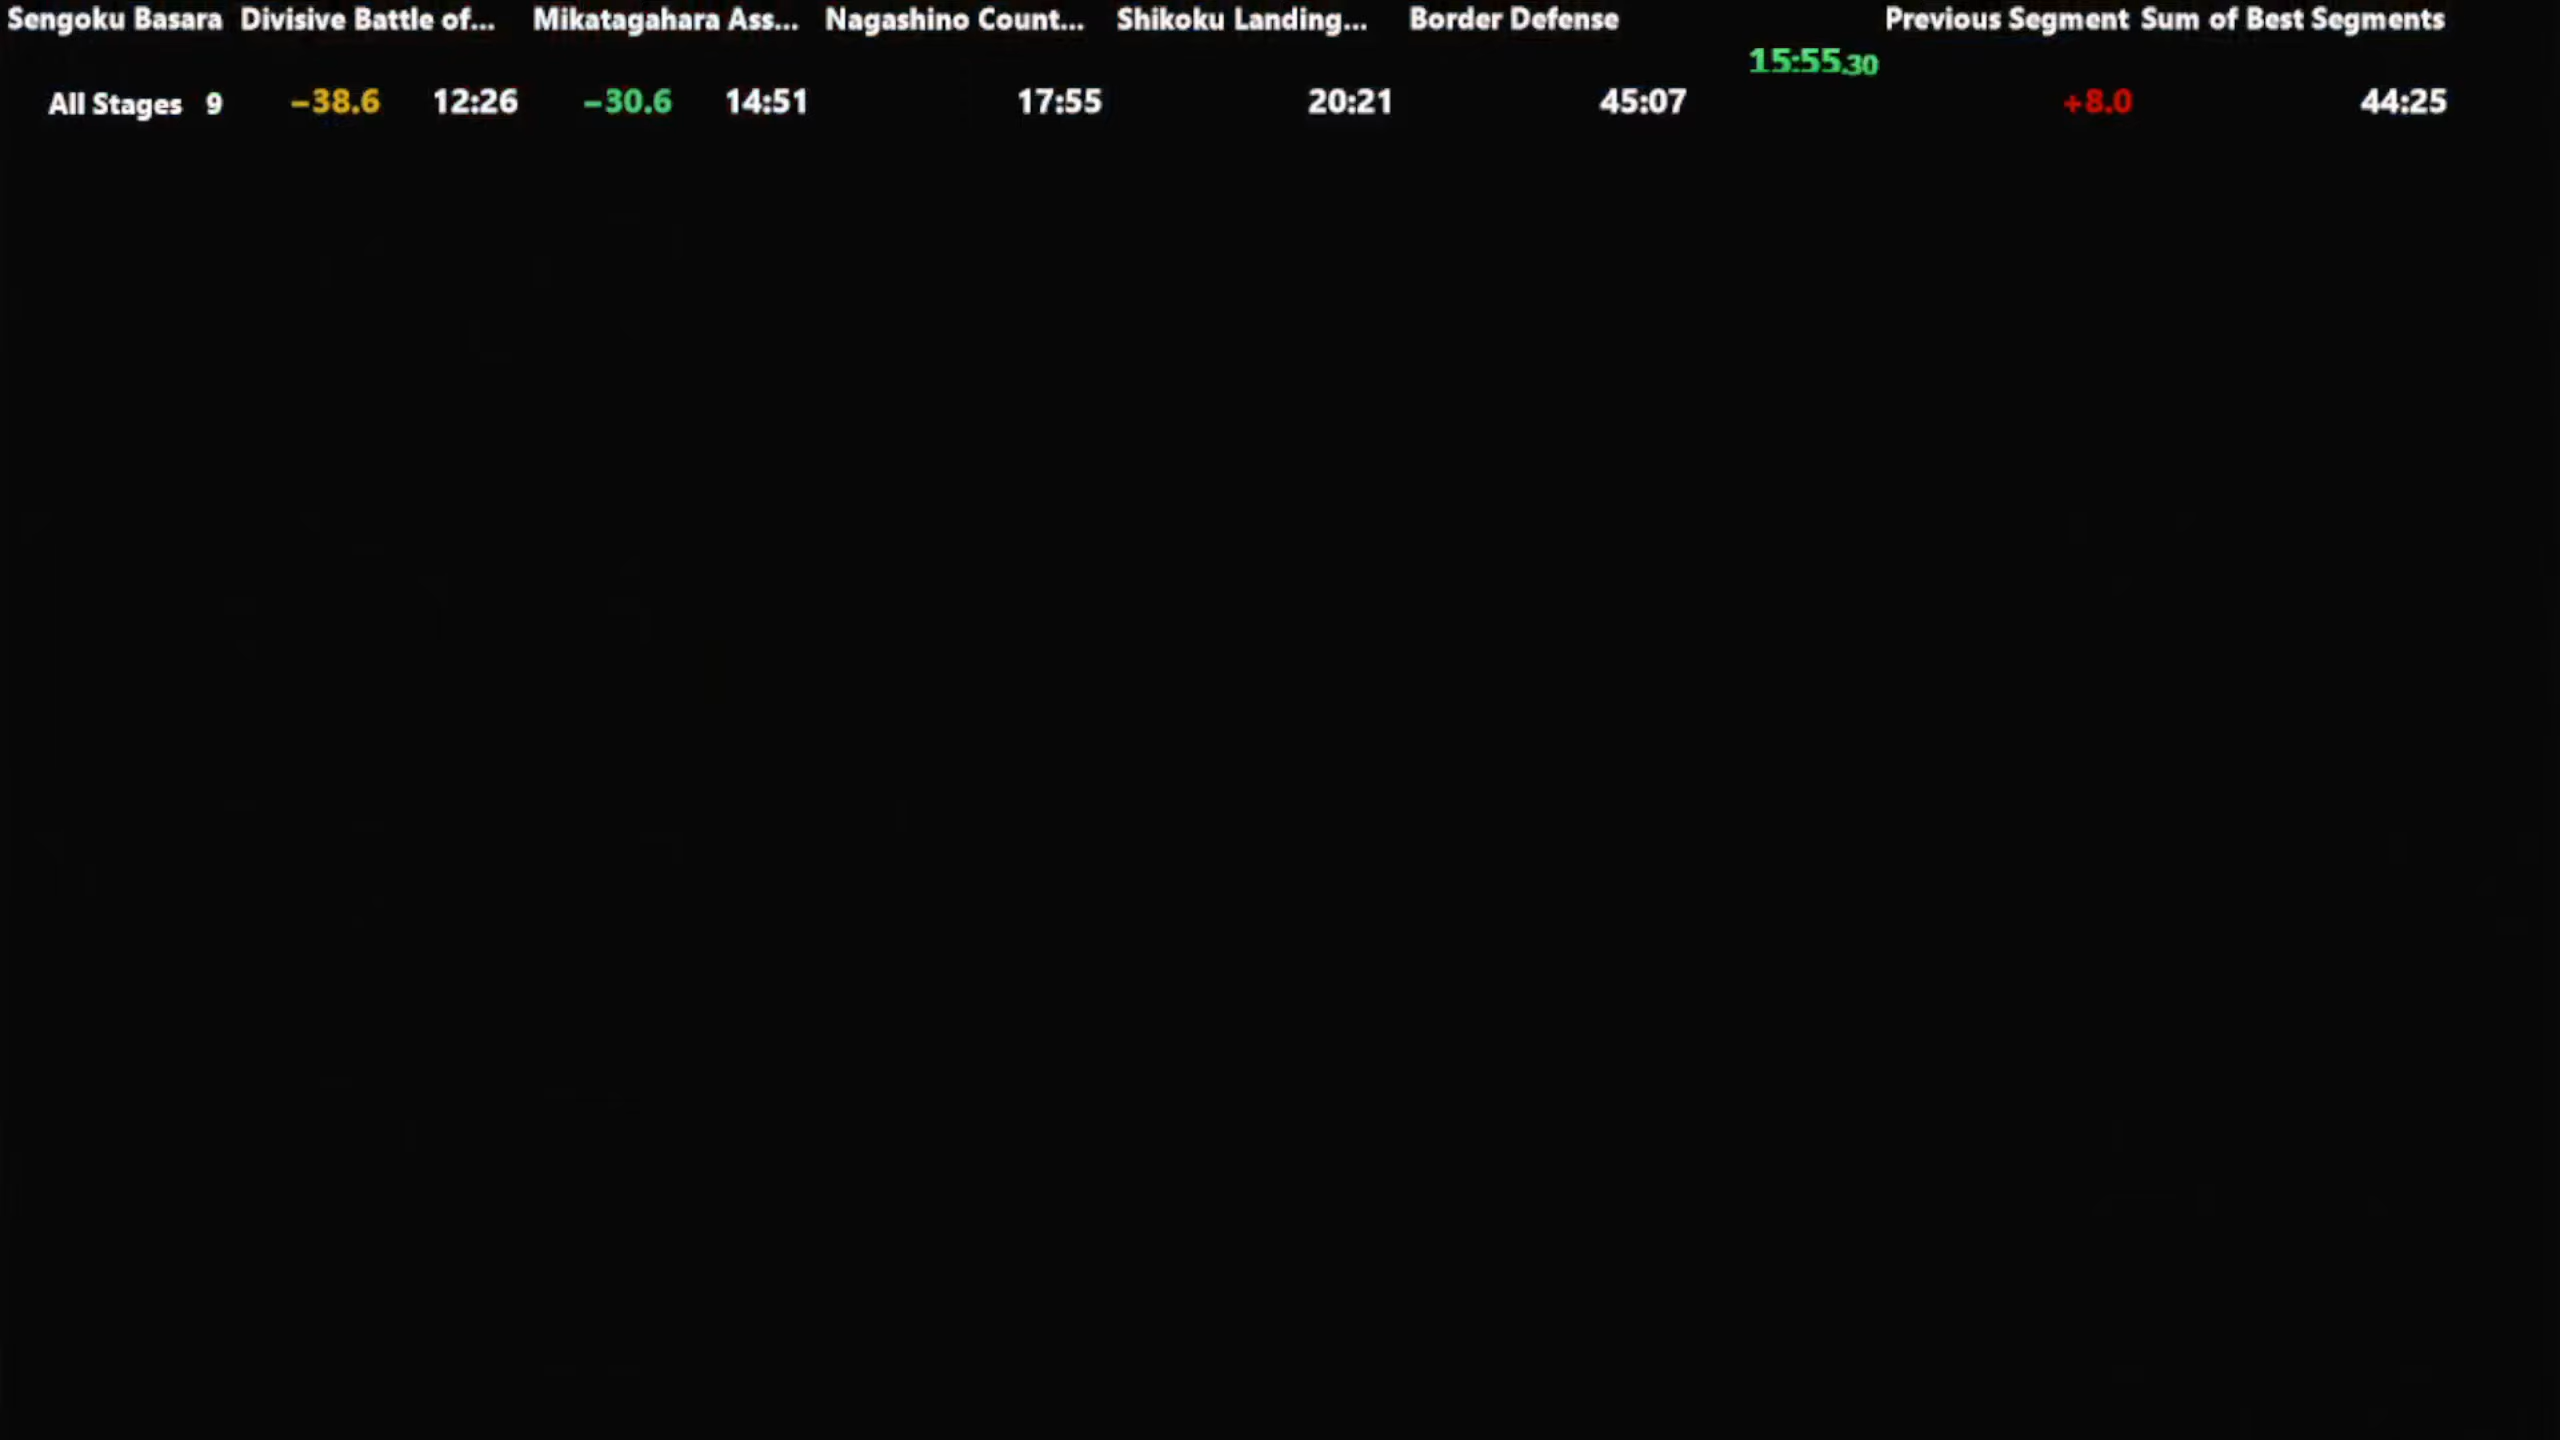 Sengoku Basara Divisive Battle of... Mikatagahara Ass... Nagashino Count... Shikoku Landing... Border Defense Previous Segment Sum of Best Segments
15:55.30
All Stages 9 −38.6 12:26 −30.6 14:51 17:55 20:21 45:07 +8.0 44:25